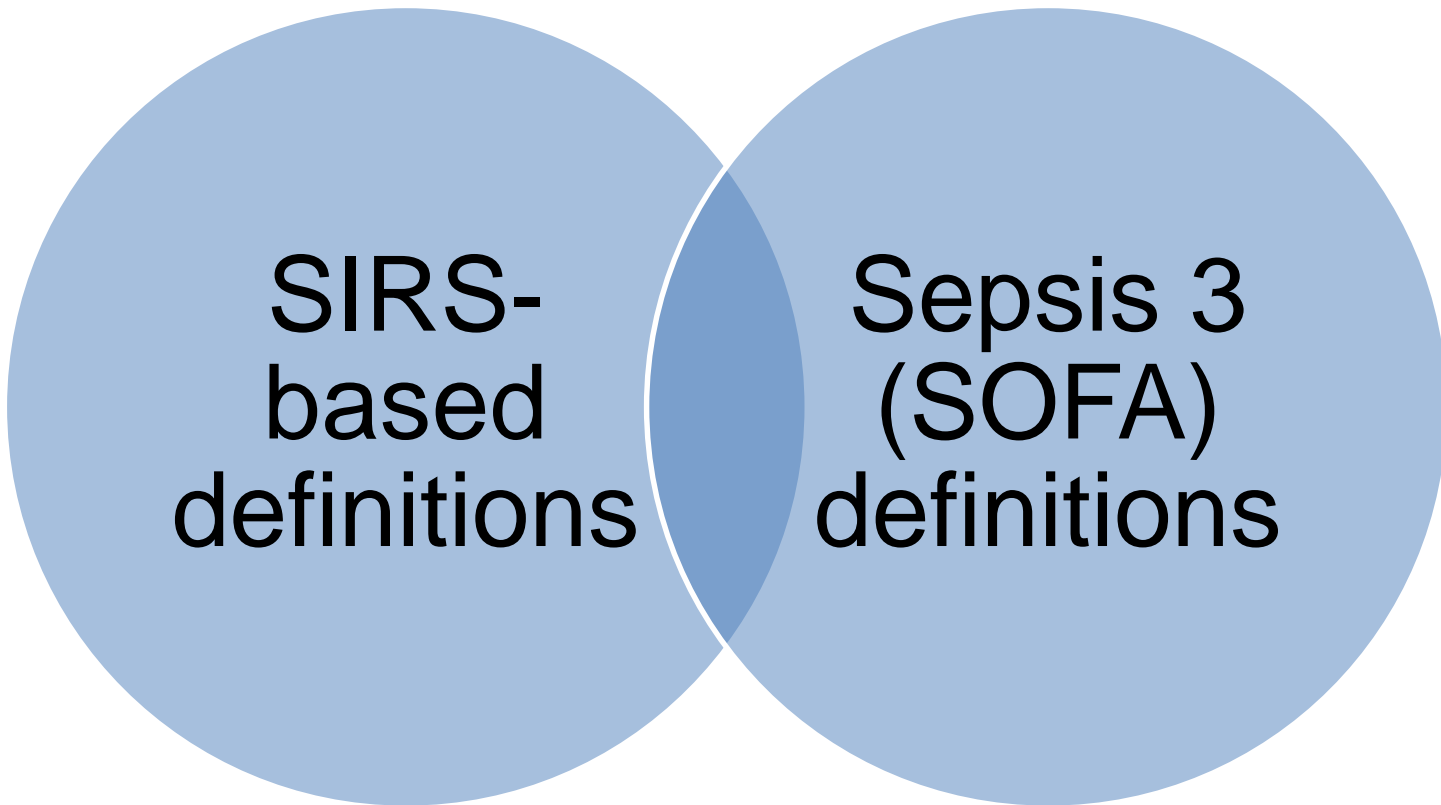 SIRS-
based
definitions
Sepsis 3
(SOFA)
definitions